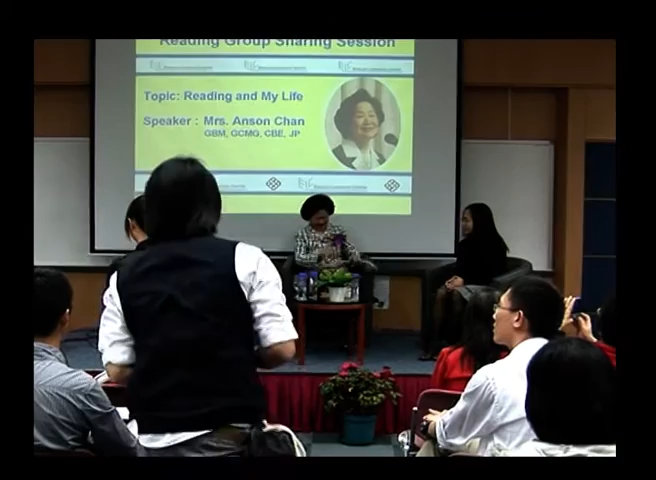 Reading Group Sharing Session
Topic: Reading and My Life
Speaker : Mrs. Anson Chan
GBM, GCMG, CBE, JP